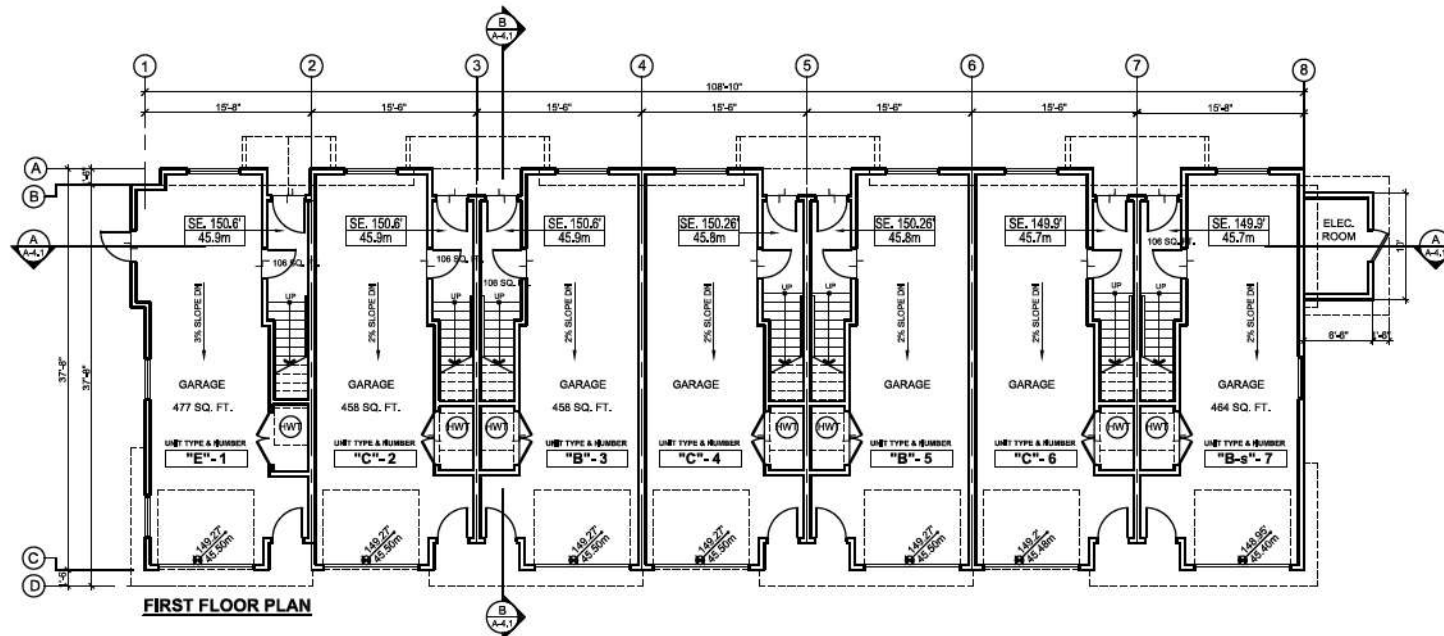 B
A-4.1
1
2
3
4
5
6
7
8
108'-10"
15'-8"
15'-6"
15'-6"
15'-6"
15'-6"
15'-6"
15'-8"
A
B
SE. 150.6'
45.9m
SE. 150.6'
45.9m
SE. 150.6'
45.9m
SE. 150.26'
45.8m
SE. 150.26'
45.8m
SE. 149.9'
45.7m
SE. 149.9'
45.7m
ELEC.
ROOM
A
A-4.1
A
A-4.1
106 SQ. FT.
106 SQ. FT.
106 SQ. FT.
106 SQ. FT.
UP
UP
UP
UP
UP
UP
UP
3% SLOPE DN
2% SLOPE DN
2% SLOPE DN
2% SLOPE DN
2% SLOPE DN
2% SLOPE DN
2% SLOPE DN
37'-8"
GARAGE
477 SQ. FT.
GARAGE
458 SQ. FT.
GARAGE
458 SQ. FT.
GARAGE
GARAGE
GARAGE
GARAGE
464 SQ. FT.
HWT
HWT
HWT
HWT
HWT
HWT
HWT
UNIT TYPE & NUMBER
"E"- 1
UNIT TYPE & NUMBER
"C"- 2
UNIT TYPE & NUMBER
"B"- 3
UNIT TYPE & NUMBER
"C"- 4
UNIT TYPE & NUMBER
"B"- 5
UNIT TYPE & NUMBER
"C"- 6
UNIT TYPE & NUMBER
"B-s"- 7
149.27'
45.50m
149.27'
45.50m
149.27'
45.50m
149.27'
45.50m
149.27'
45.50m
149.2'
45.48m
148.95'
45.40m
C
D
FIRST FLOOR PLAN
B
A-4.1